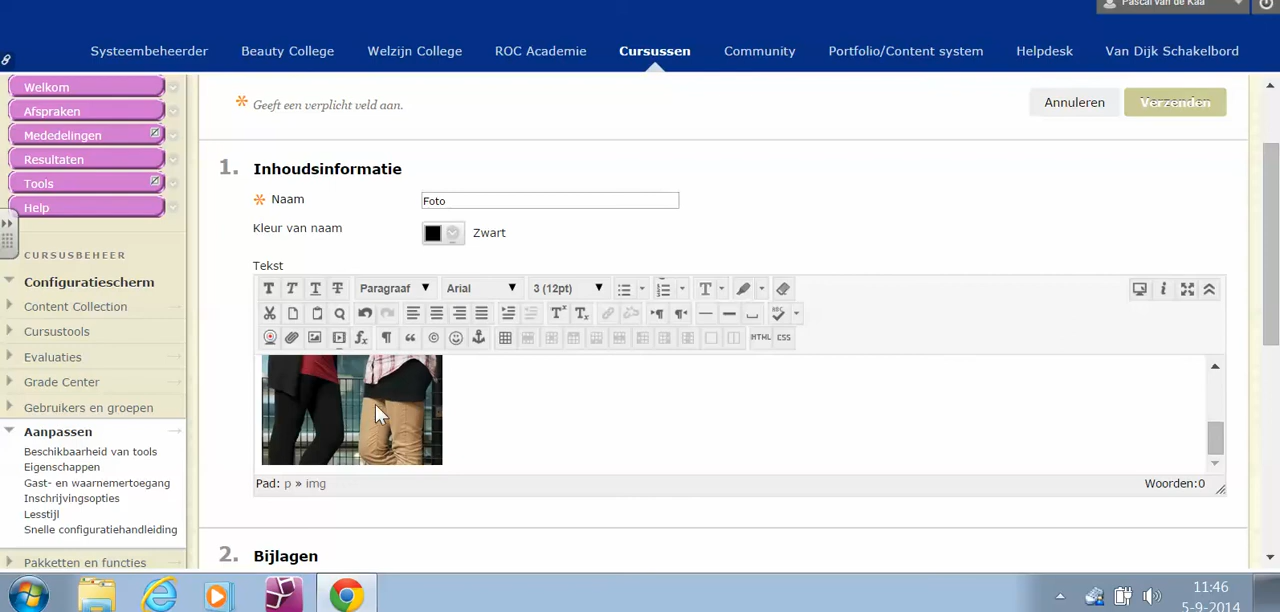 Pascal van de Kaa
Systeembeheerder Beauty College Welzijn College ROC Academie Cursussen Community Portfolio/Content system Helpdesk Van Dijk Schakelbord
Welkom
Afspraken
Mededelingen
Resultaten
Tools
Help
CURSUSBEHEER
Configuratiescherm
Content Collection
Cursustools
Evaluaties
Grade Center
Gebruikers en groepen
Aanpassen
Beschikbaarheid van tools
Eigenschappen
Gast- en waarnemertoegang
Inschrijvingsopties
Lesstijl
Snelle configuratiehandleiding
Pakketten en functies
Geeft een verplicht veld aan.
Annuleren Verzenden
1. Inhoudsinformatie
Naam Foto
Kleur van naam Zwart
Tekst
T T T T Paragraaf Arial 3 (12pt) T
ABC
HTML CSS
Pad: p » img Woorden:0
2. Bijlagen
11:46
5-9-2014